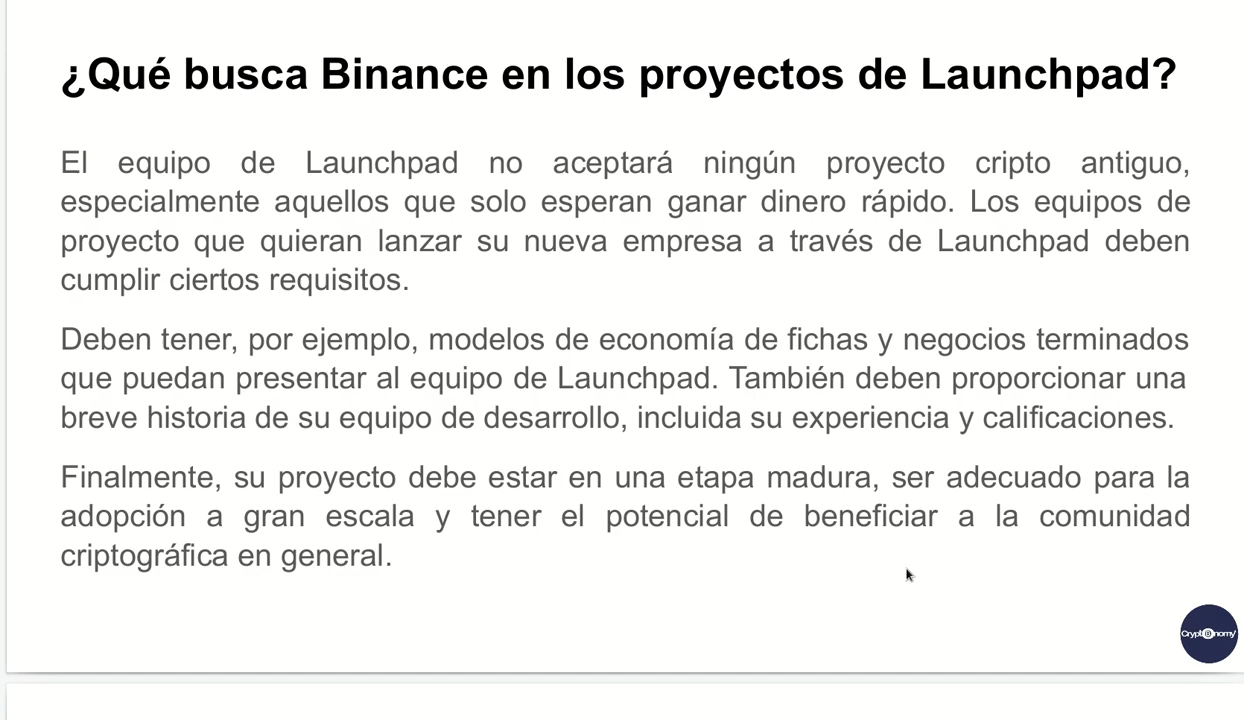 ¿Qué busca Binance en los proyectos de Launchpad?
El equipo de Launchpad no aceptará ningún proyecto cripto antiguo,
especialmente aquellos que solo esperan ganar dinero rápido. Los equipos de
proyecto que quieran lanzar su nueva empresa a través de Launchpad deben
cumplir ciertos requisitos.
Deben tener, por ejemplo, modelos de economía de fichas y negocios terminados
que puedan presentar al equipo de Launchpad. También deben proporcionar una
breve historia de su equipo de desarrollo, incluida su experiencia y calificaciones.
Finalmente, su proyecto debe estar en una etapa madura, ser adecuado para la
adopción a gran escala y tener el potencial de beneficiar a la comunidad
criptográfica en general.
Crypt₿nomy